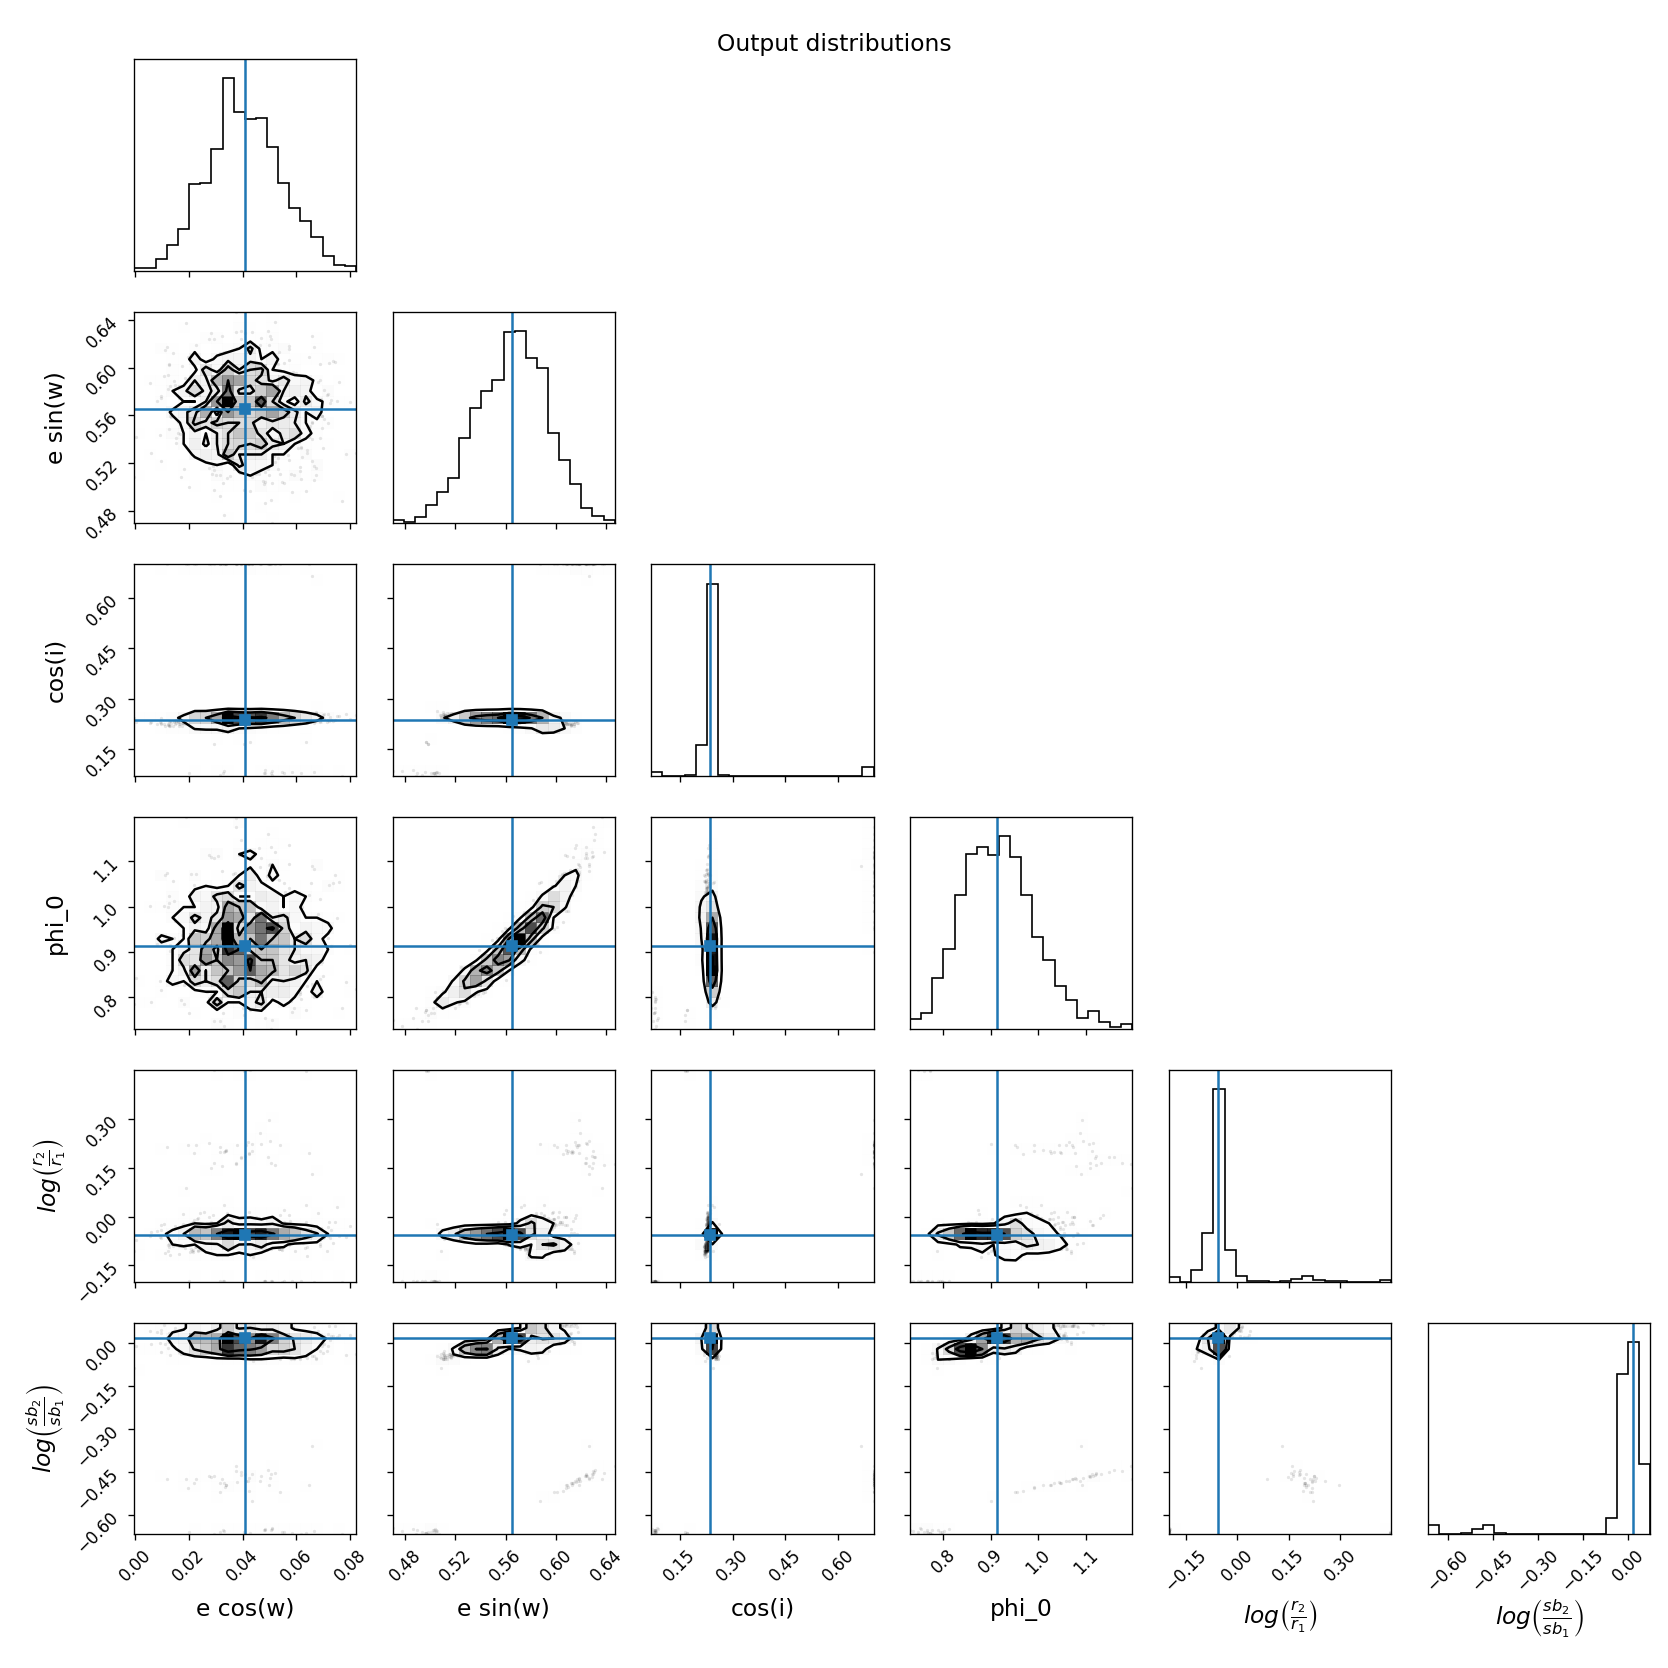 Output distributions
e sin(w)
0.64
0.60
0.56
0.52
0.48
cos(i)
0.60
0.45
0.30
0.15
phi_0
1.1
1.0
0.9
0.8
log(r2/r1)
0.30
0.15
0.00
−0.15
log(sb2/sb1)
0.00
−0.15
−0.30
−0.45
−0.60
0.00 0.02 0.04 0.06 0.08
0.48 0.52 0.56 0.60 0.64
0.15 0.30 0.45 0.60
0.8 0.9 1.0 1.1
−0.15 0.00 0.15 0.30
−0.60 −0.45 −0.30 −0.15 0.00
e cos(w)
e sin(w)
cos(i)
phi_0
log(r2/r1)
log(sb2/sb1)